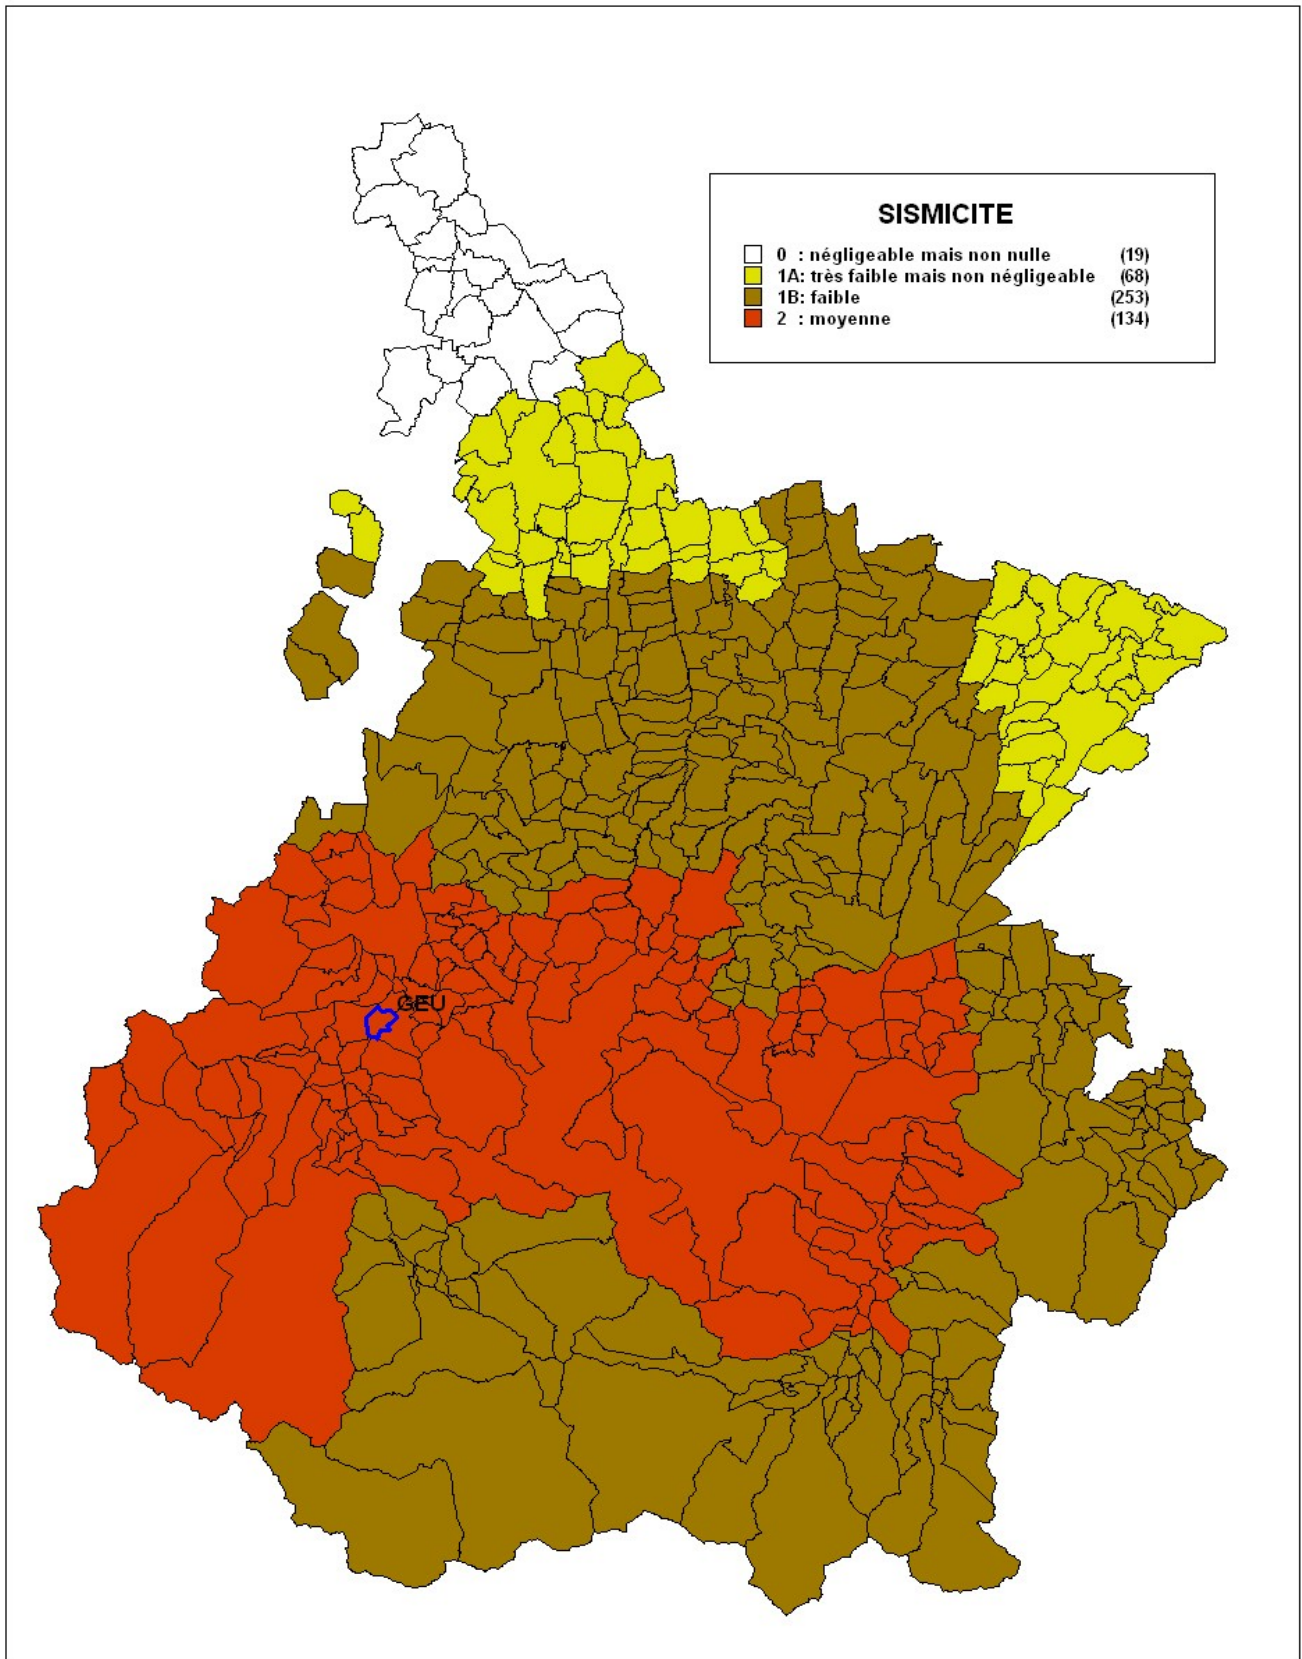 SISMICITE
0 : négligeable mais non nulle (19)
1A: très faible mais non négligeable (68)
1B: faible (253)
2 : moyenne (134)
GEU